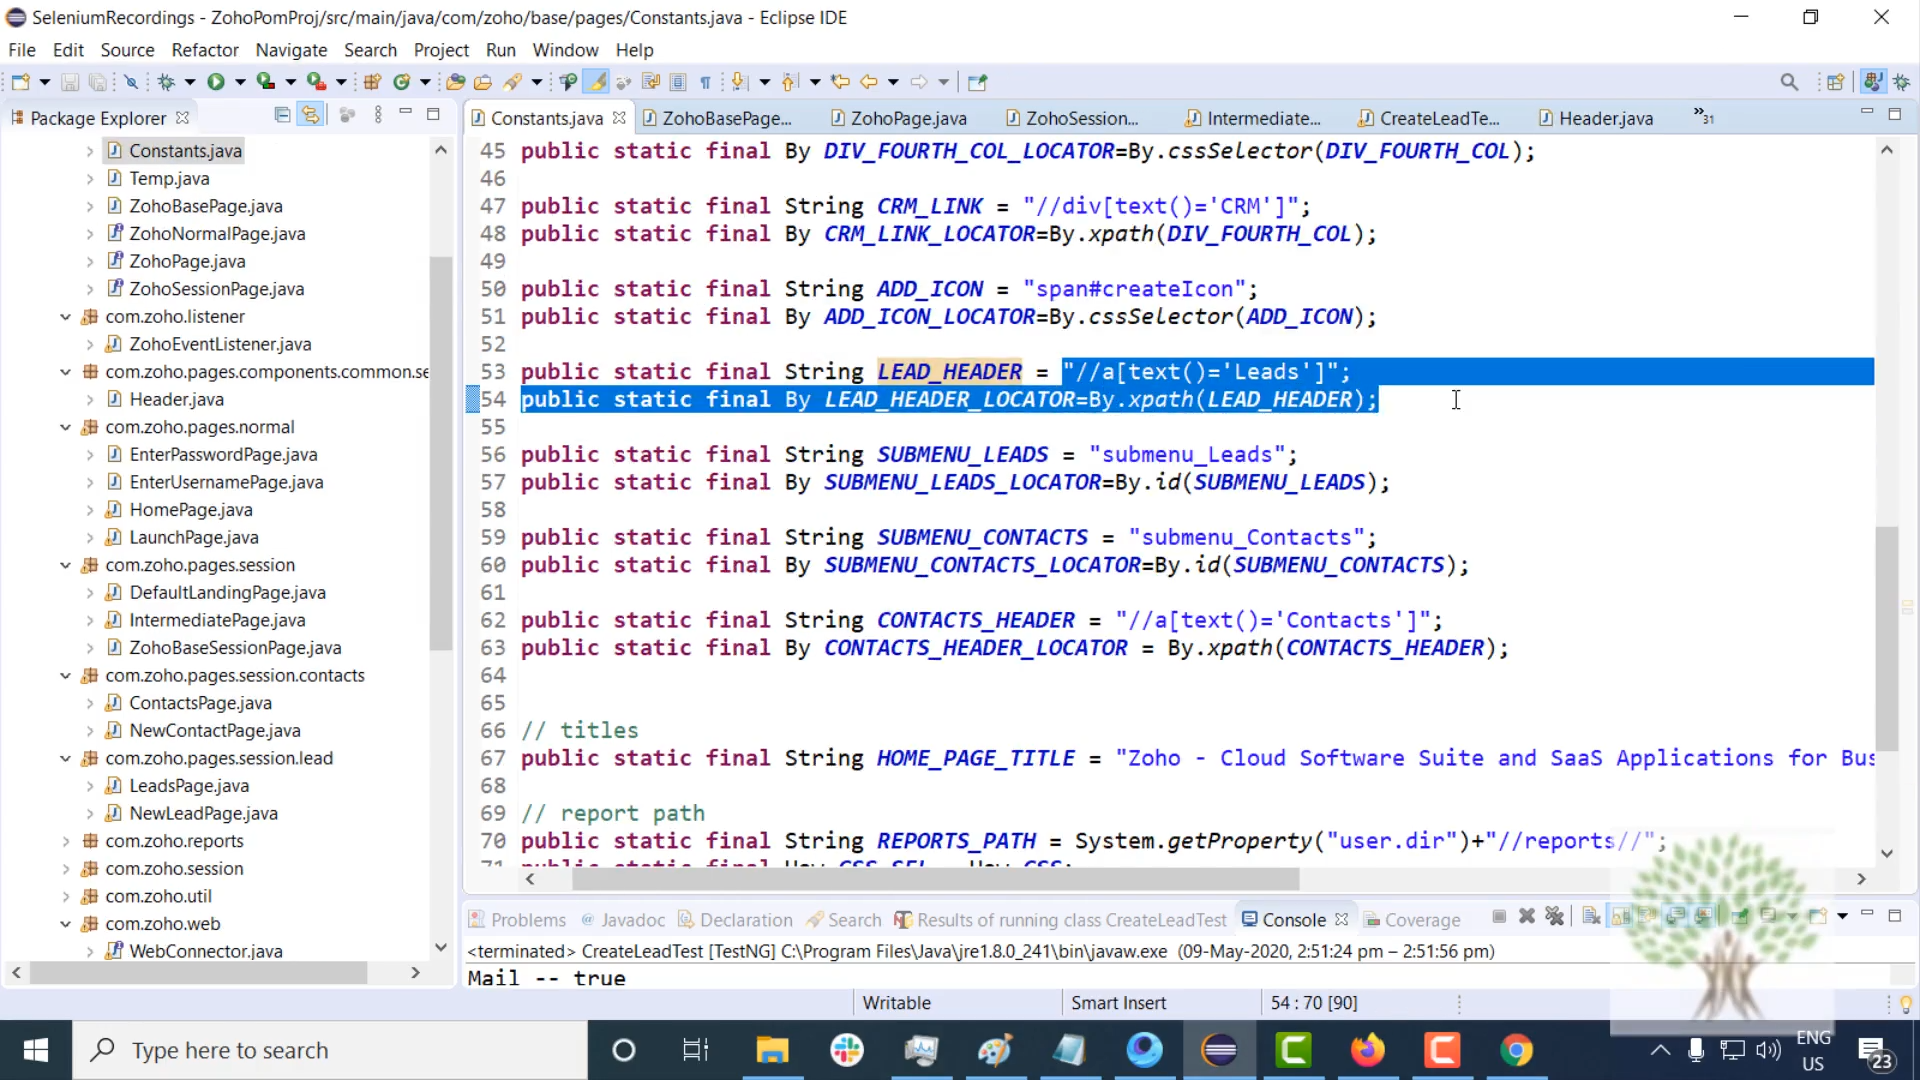 SeleniumRecordings - ZohoPomProj/src/main/java/com/zoho/base/pages/Constants.java - Eclipse IDE
File Edit Source Refactor Navigate Search Project Run Window Help
Package Explorer
Constants.java
Temp.java
ZohoBasePage.java
ZohoNormalPage.java
ZohoPage.java
ZohoSessionPage.java
com.zoho.listener
ZohoEventListener.java
com.zoho.pages.components.common.se
Header.java
com.zoho.pages.normal
EnterPasswordPage.java
EnterUsernamePage.java
HomePage.java
LaunchPage.java
com.zoho.pages.session
DefaultLandingPage.java
IntermediatePage.java
ZohoBaseSessionPage.java
com.zoho.pages.session.contacts
ContactsPage.java
NewContactPage.java
com.zoho.pages.session.lead
LeadsPage.java
NewLeadPage.java
com.zoho.reports
com.zoho.session
com.zoho.util
com.zoho.web
WebConnector.java
Constants.java ZohoBasePage... ZohoPage.java ZohoSession... Intermediate... CreateLeadTe... Header.java »31
45 public static final By DIV_FOURTH_COL_LOCATOR=By.cssSelector(DIV_FOURTH_COL);
46
47 public static final String CRM_LINK = "//div[text()='CRM']";
48 public static final By CRM_LINK_LOCATOR=By.xpath(DIV_FOURTH_COL);
49
50 public static final String ADD_ICON = "span#createIcon";
51 public static final By ADD_ICON_LOCATOR=By.cssSelector(ADD_ICON);
52
53 public static final String LEAD_HEADER = "//a[text()='Leads']";
54 public static final By LEAD_HEADER_LOCATOR=By.xpath(LEAD_HEADER);
55
56 public static final String SUBMENU_LEADS = "submenu_Leads";
57 public static final By SUBMENU_LEADS_LOCATOR=By.id(SUBMENU_LEADS);
58
59 public static final String SUBMENU_CONTACTS = "submenu_Contacts";
60 public static final By SUBMENU_CONTACTS_LOCATOR=By.id(SUBMENU_CONTACTS);
61
62 public static final String CONTACTS_HEADER = "//a[text()='Contacts']";
63 public static final By CONTACTS_HEADER_LOCATOR = By.xpath(CONTACTS_HEADER);
64
65
66 // titles
67 public static final String HOME_PAGE_TITLE = "Zoho - Cloud Software Suite and SaaS Applications for Bus
68
69 // report path
70 public static final String REPORTS_PATH = System.getProperty("user.dir")+"//reports//";
Problems Javadoc Declaration Search Results of running class CreateLeadTest Console Coverage
<terminated> CreateLeadTest [TestNG] C:\Program Files\Java\jre1.8.0_241\bin\javaw.exe (09-May-2020, 2:51:24 pm – 2:51:56 pm)
Mail -- true
Writable Smart Insert 54 : 70 [90]
Type here to search
ENG
US
23